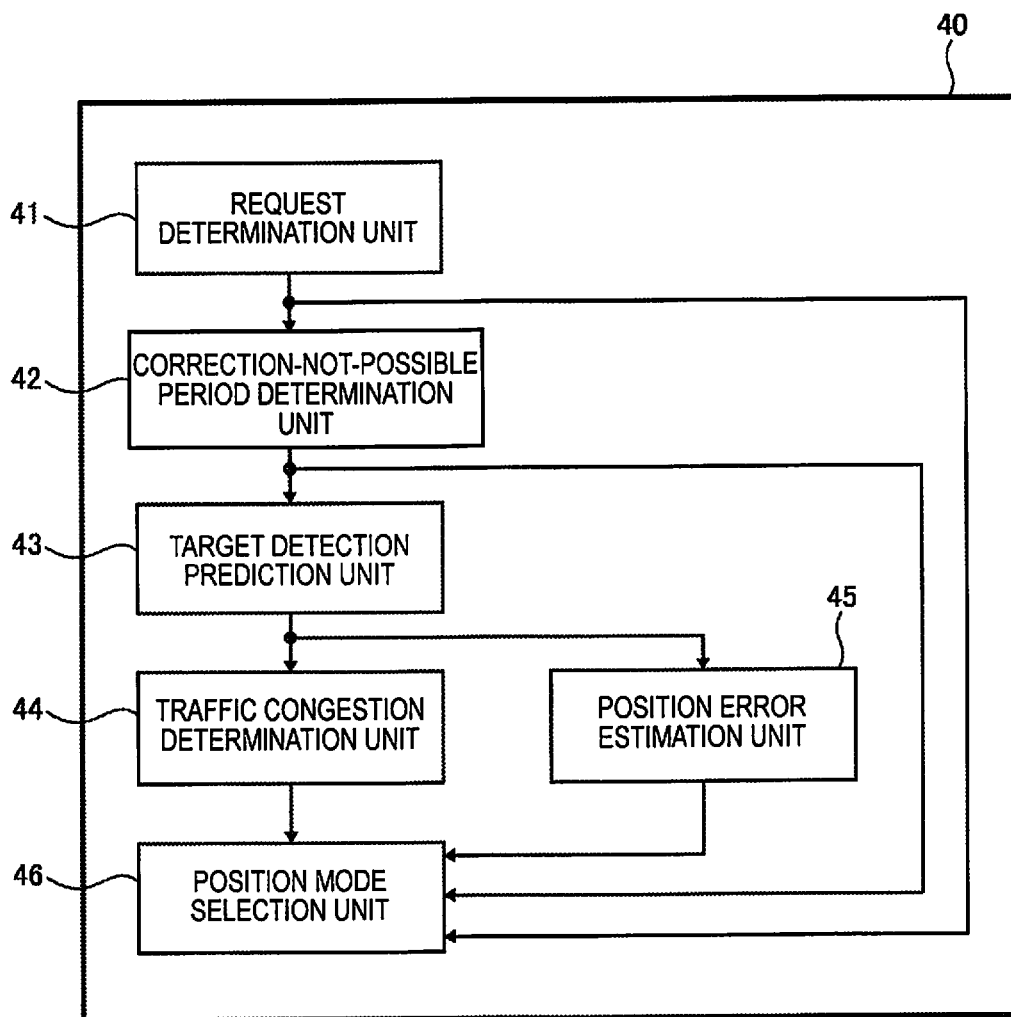 40
41
REQUEST
DETERMINATION UNIT
42
CORRECTION-NOT-POSSIBLE
PERIOD DETERMINATION
UNIT
43
TARGET DETECTION
PREDICTION UNIT
45
44
TRAFFIC CONGESTION
DETERMINATION UNIT
POSITION ERROR
ESTIMATION UNIT
46
POSITION MODE
SELECTION UNIT